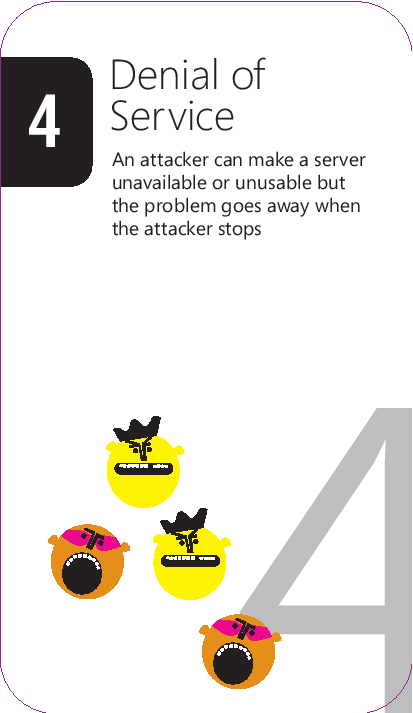 4
Denial of
Service
An attacker can make a server
unavailable or unusable but
the problem goes away when
the attacker stops
4